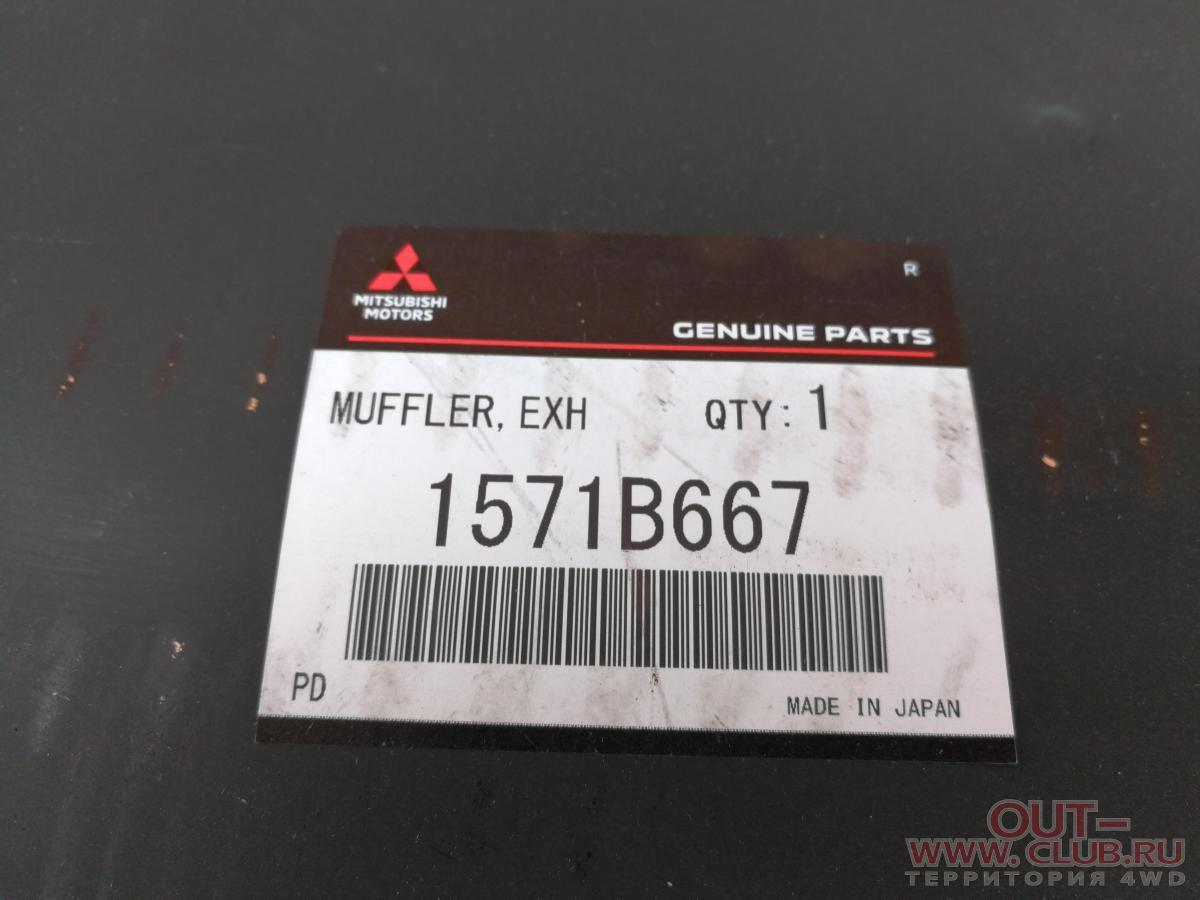 MITSUBISHI
MOTORS
R
GENUINE PARTS
MUFFLER, EXH QTY: 1
1571B667
PD
MADE IN JAPAN
OUT-
WWW.CLUB.RU
ТЕРРИТОРИЯ 4WD